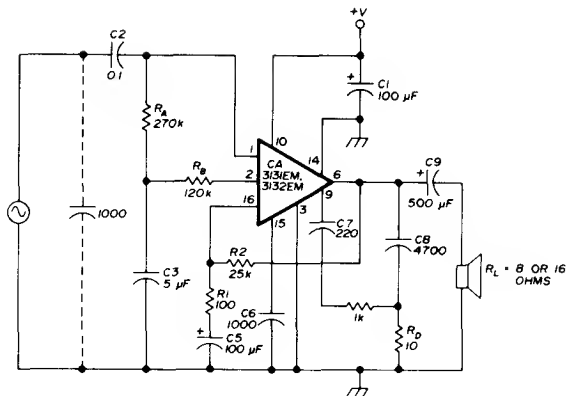 +V
C2
0.1
C1
100 µF
+
RA
270k
RB
120k
1
10
14
CA
3131EM,
3132EM
2
6
9
16
15
3
C9
+
500 µF
1000
C7
220
C8
4700
R2
25k
C3
5 µF
R1
100
C6
1000
1k
RL = 8 OR 16
OHMS
+
C5
100 µF
RD
10